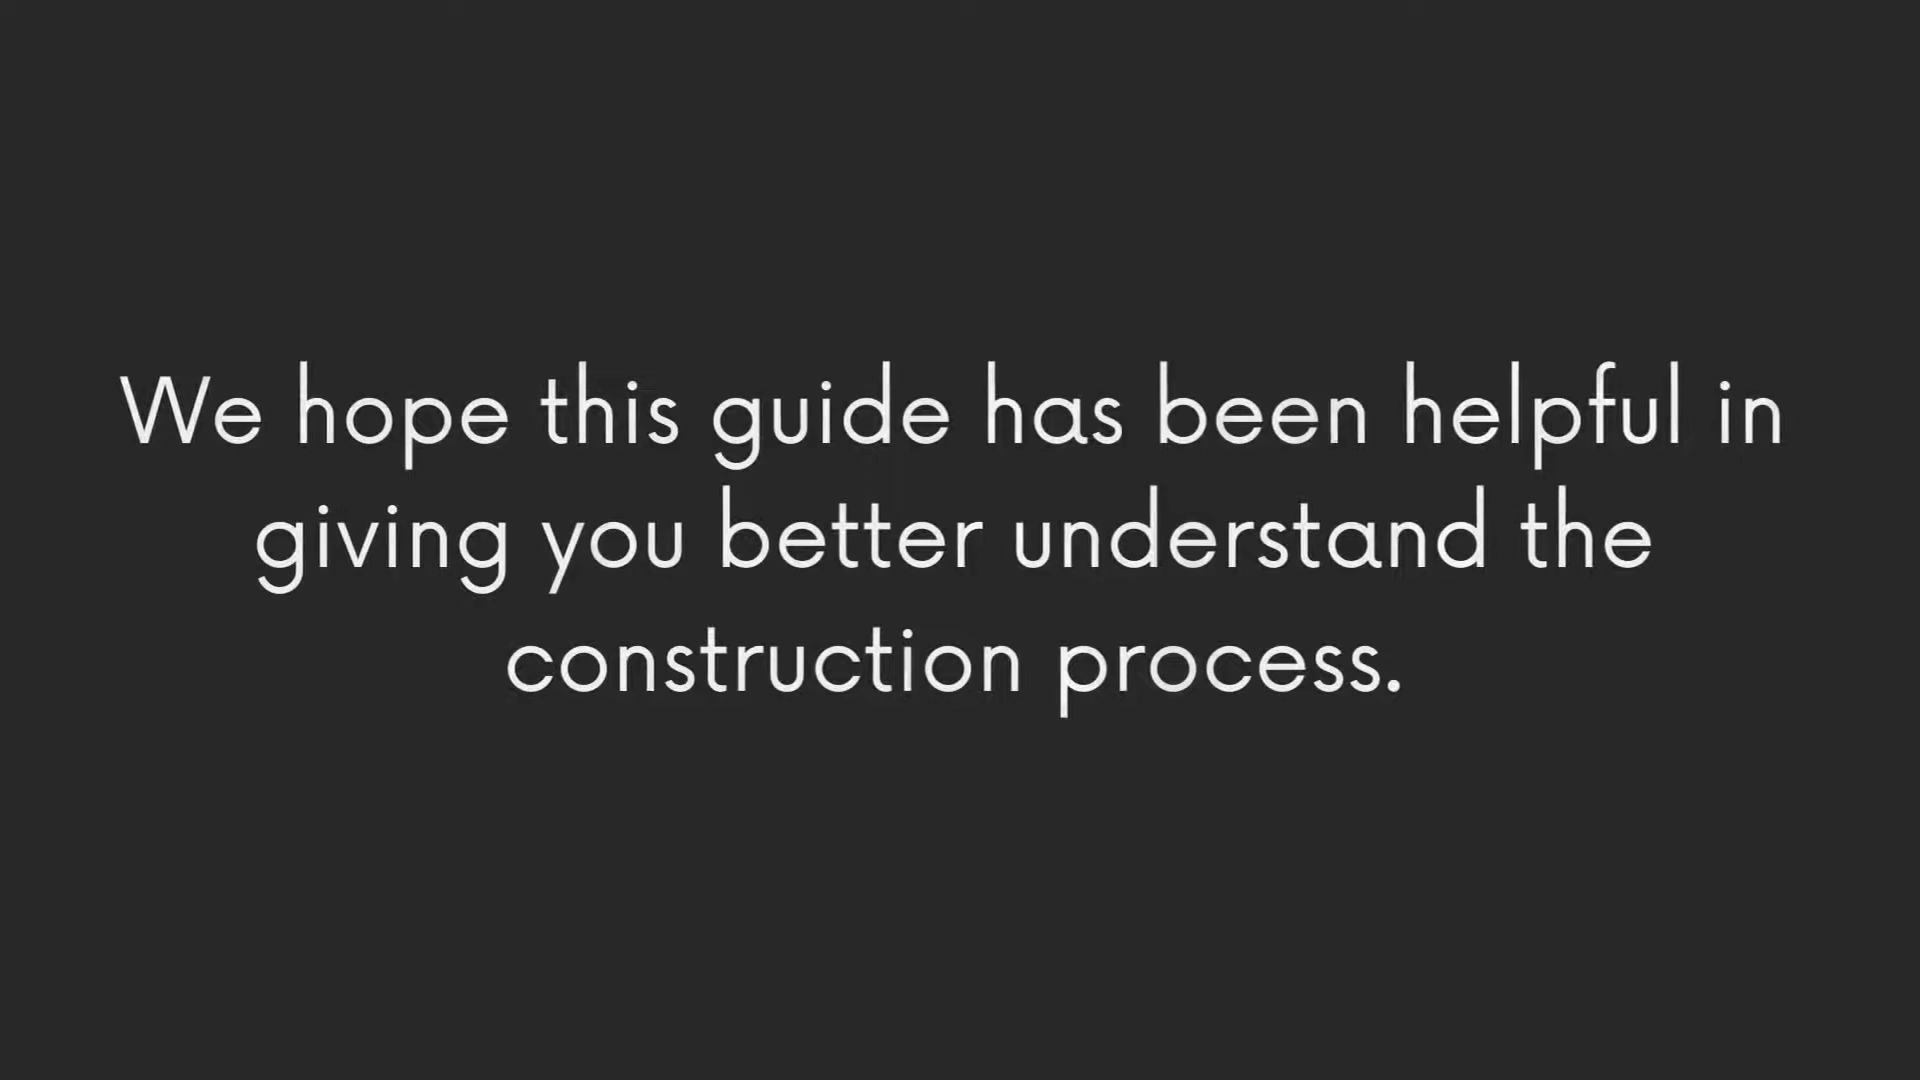 We hope this guide has been helpful in
giving you better understand the
construction process.